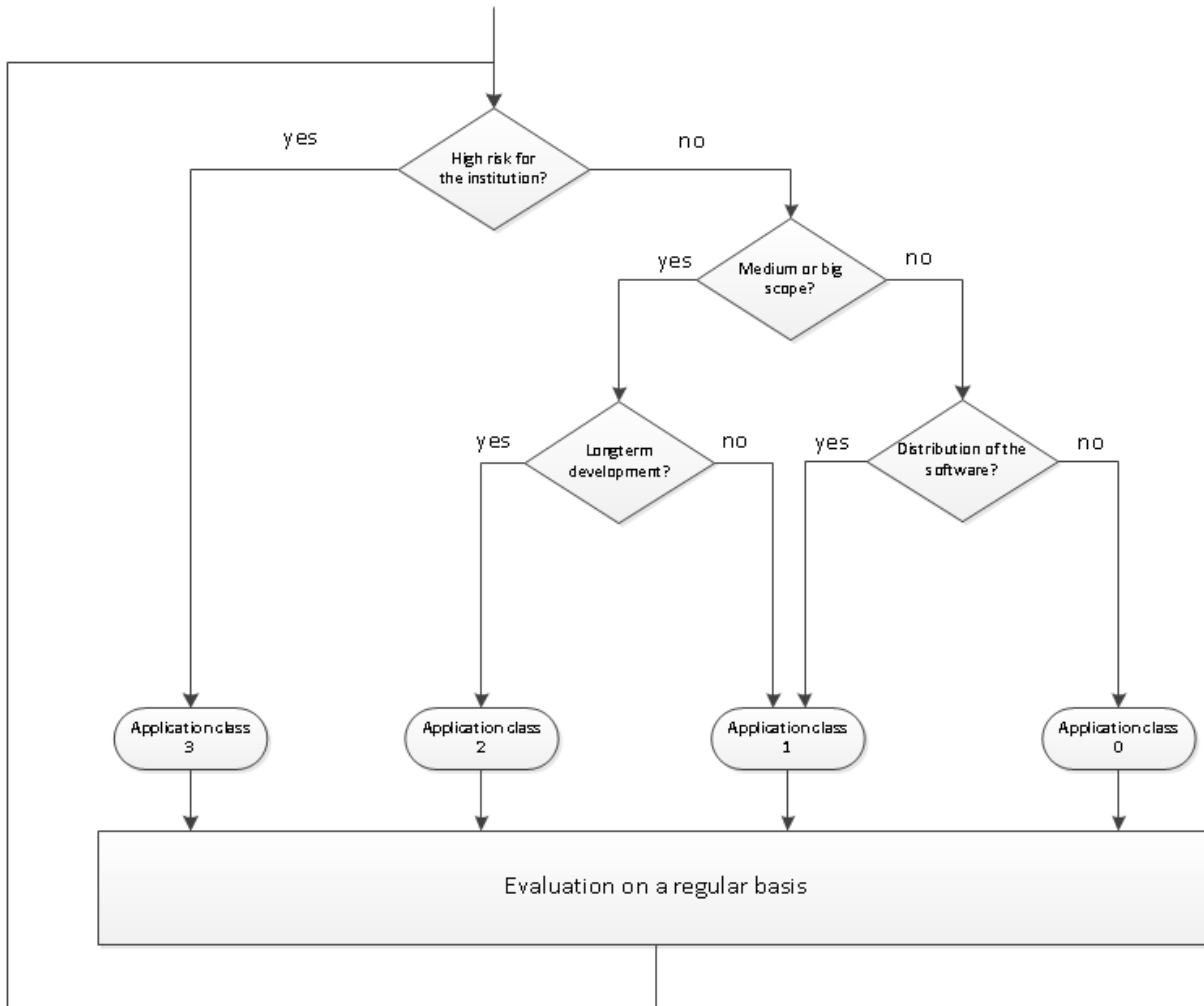 yes
no
High risk for
the institution?
yes
no
Medium or big
scope?
yes
no
Longterm
development?
yes
no
Distribution of the
software?
Application class
3
Application class
2
Application class
1
Application class
0
Evaluation on a regular basis